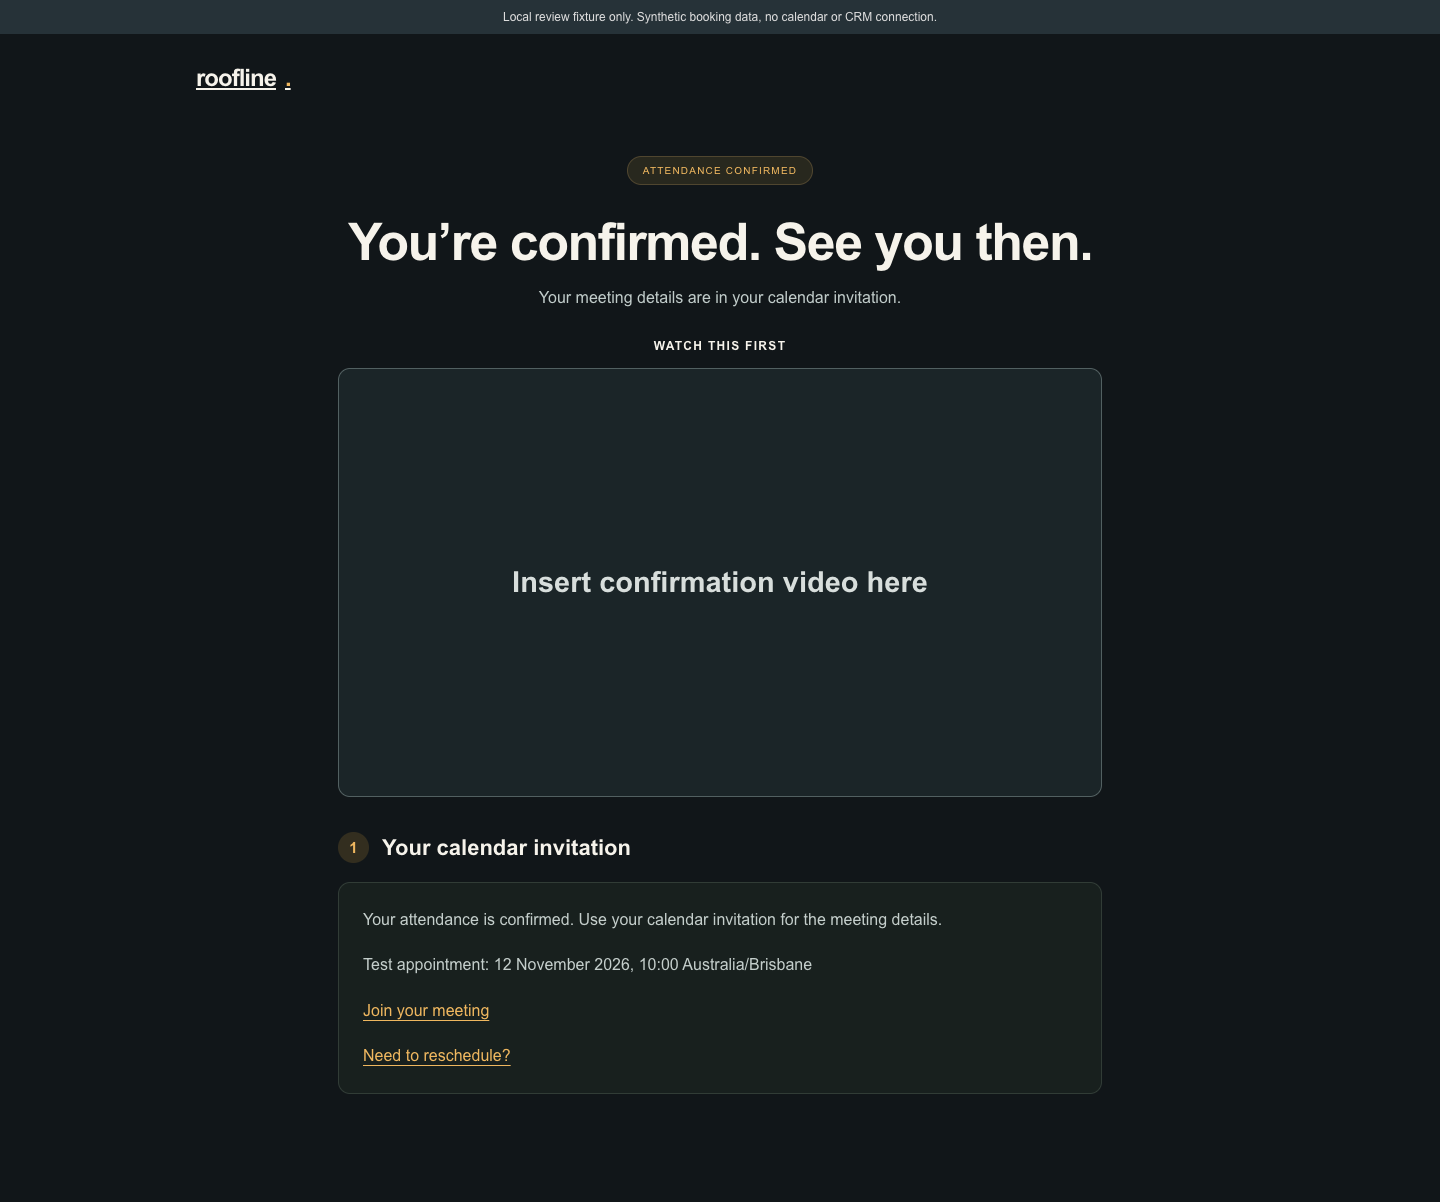 Local review fixture only. Synthetic booking data, no calendar or CRM connection.
roofline .
ATTENDANCE CONFIRMED
You’re confirmed. See you then.
Your meeting details are in your calendar invitation.
WATCH THIS FIRST
Insert confirmation video here
1 Your calendar invitation
Your attendance is confirmed. Use your calendar invitation for the meeting details.
Test appointment: 12 November 2026, 10:00 Australia/Brisbane
Join your meeting
Need to reschedule?